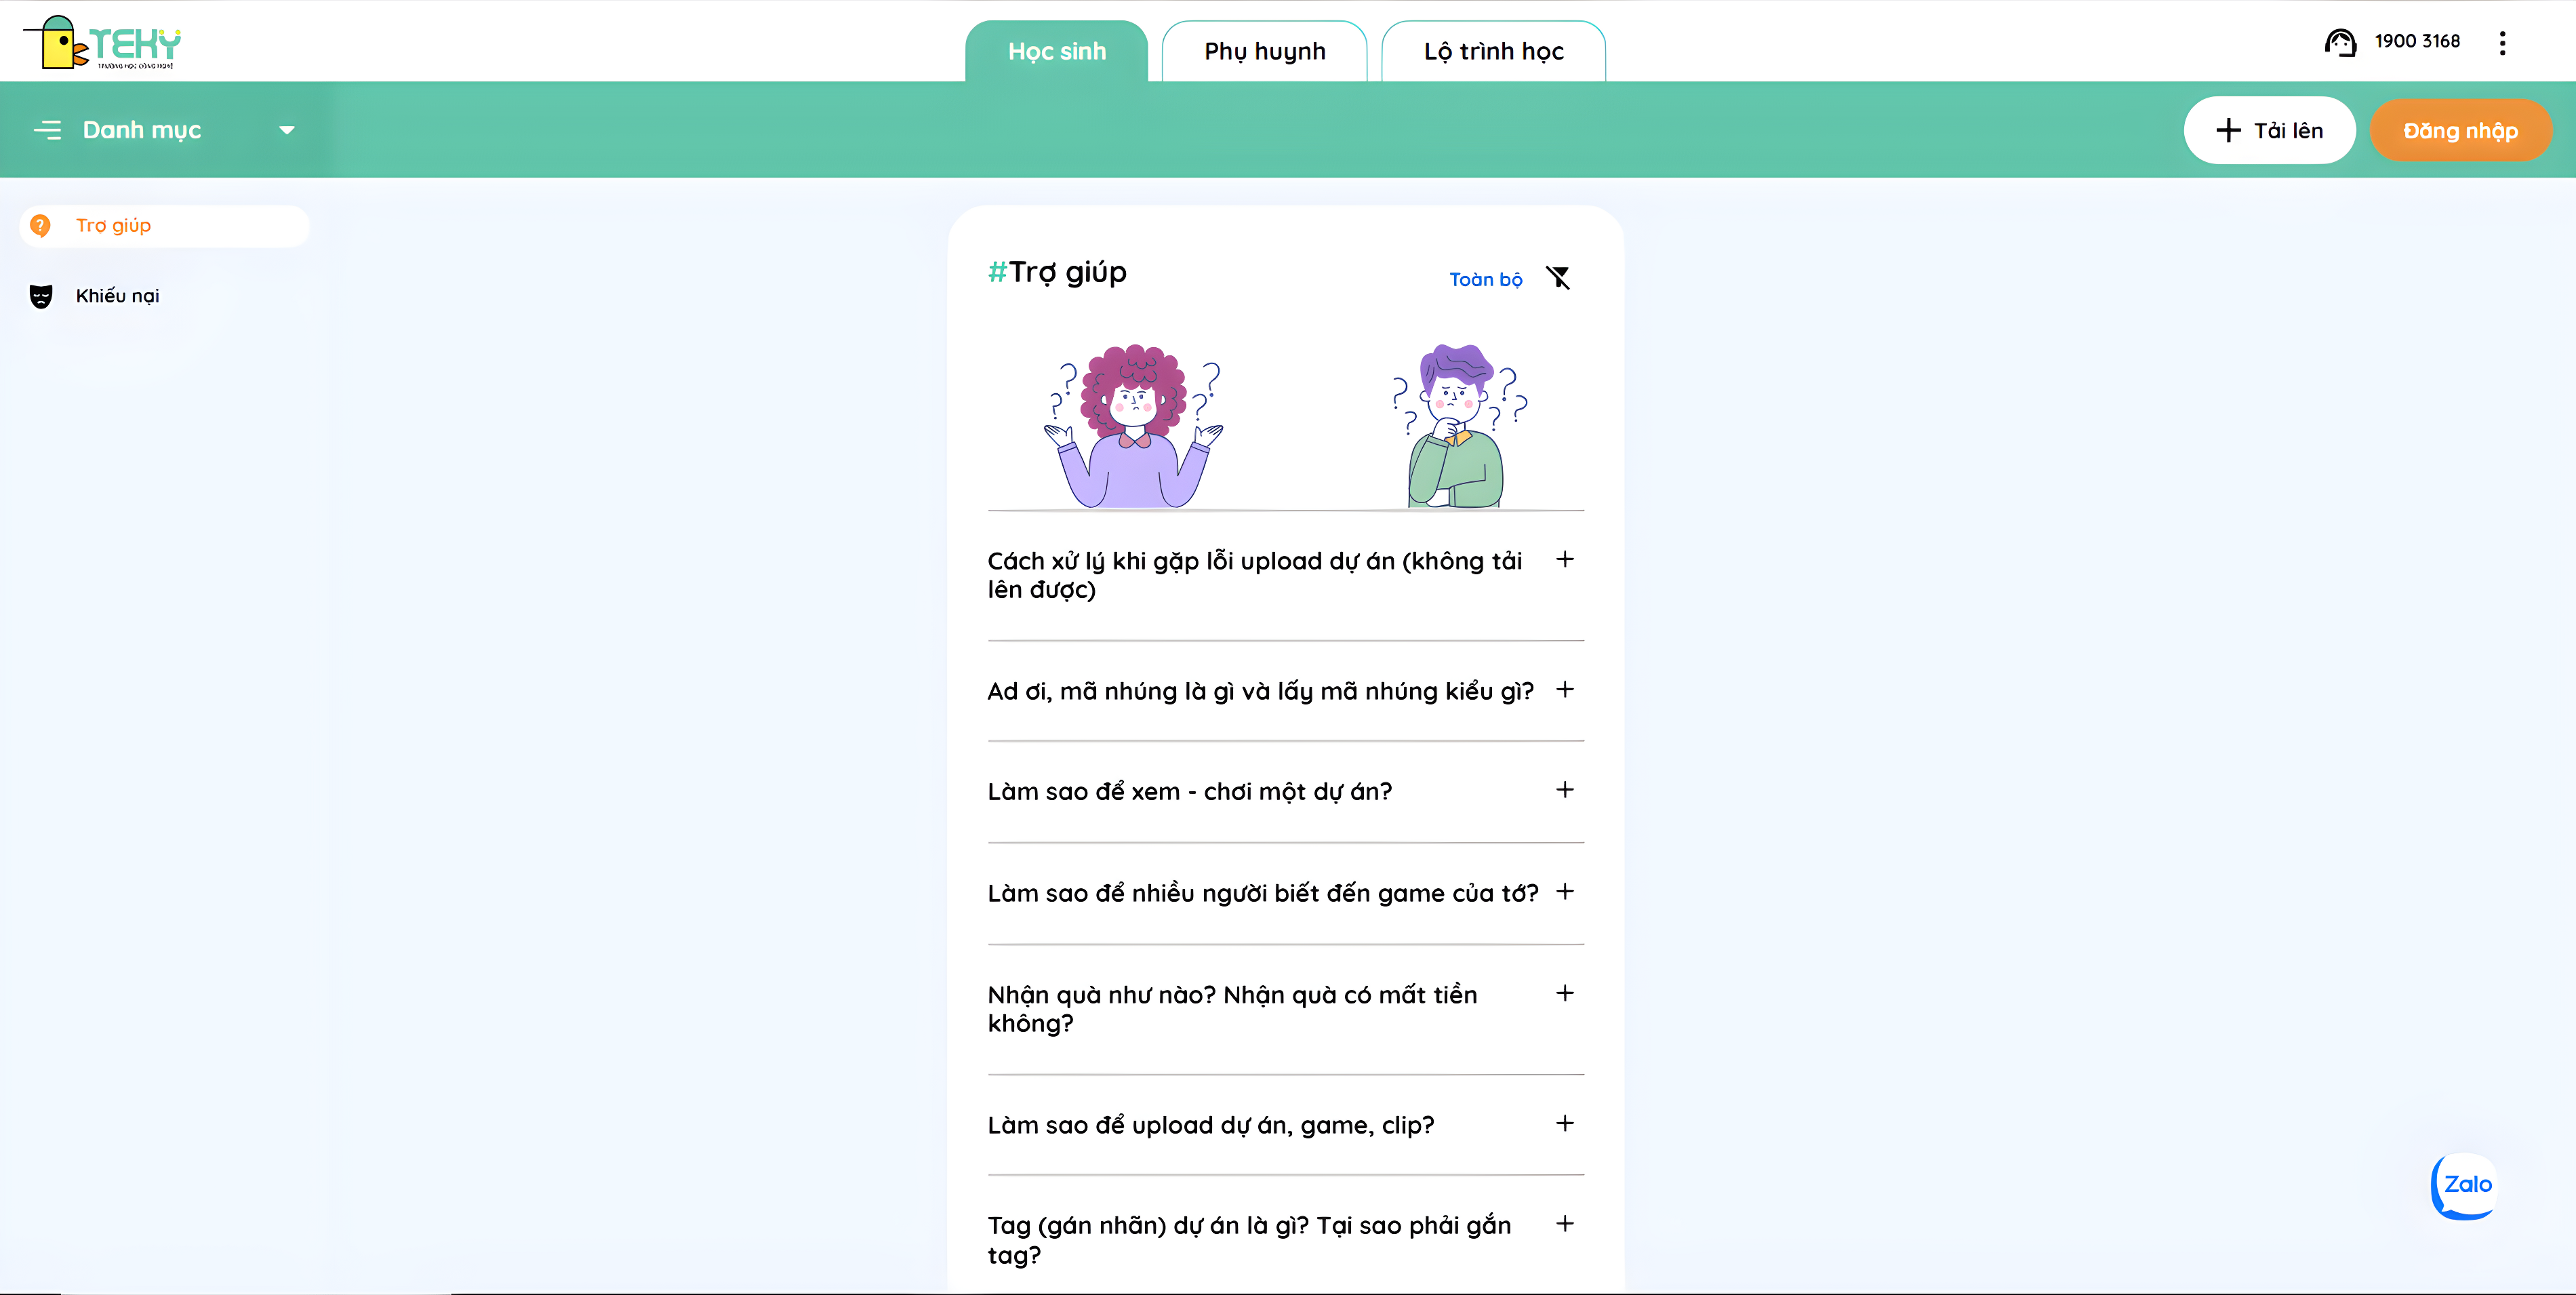 TEKY
TRƯỜNG HỌC CÔNG NGHỆ
Học sinh
Phụ huynh
Lộ trình học
1900 3168
Danh mục
Tải lên
Đăng nhập
Trợ giúp
Khiếu nại
#Trợ giúp
Toàn bộ
Cách xử lý khi gặp lỗi upload dự án (không tải
lên được)
Ad ơi, mã nhúng là gì và lấy mã nhúng kiểu gì?
Làm sao để xem - chơi một dự án?
Làm sao để nhiều người biết đến game của tớ?
Nhận quà như nào? Nhận quà có mất tiền
không?
Làm sao để upload dự án, game, clip?
Tag (gán nhãn) dự án là gì? Tại sao phải gắn
tag?
Zalo